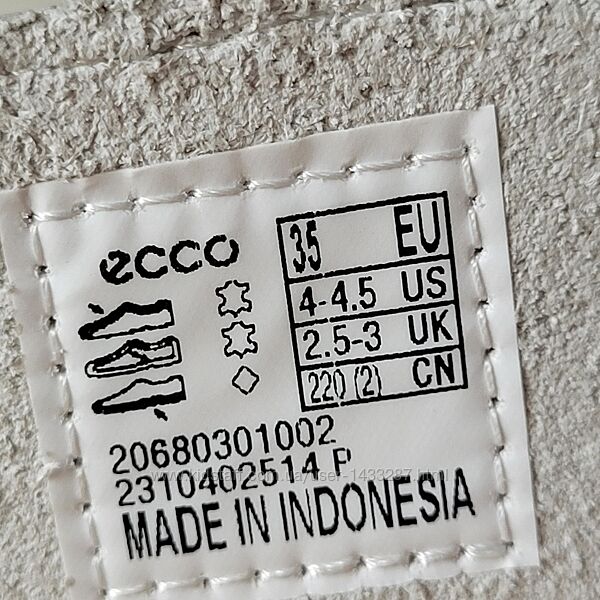 ecco
35 EU
4-4.5 US
2.5-3 UK
220 (2) CN
20680301002
2310402514 P
MADE IN INDONESIA